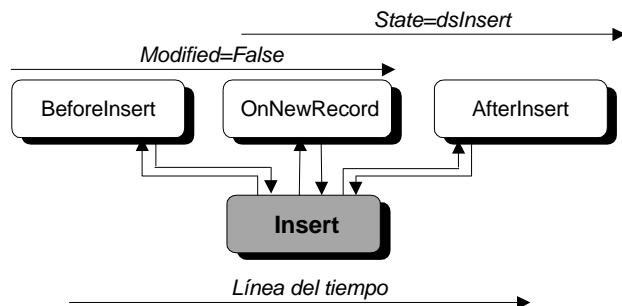 State=dsInsert
Modified=False
BeforeInsert
OnNewRecord
AfterInsert
Insert
Línea del tiempo